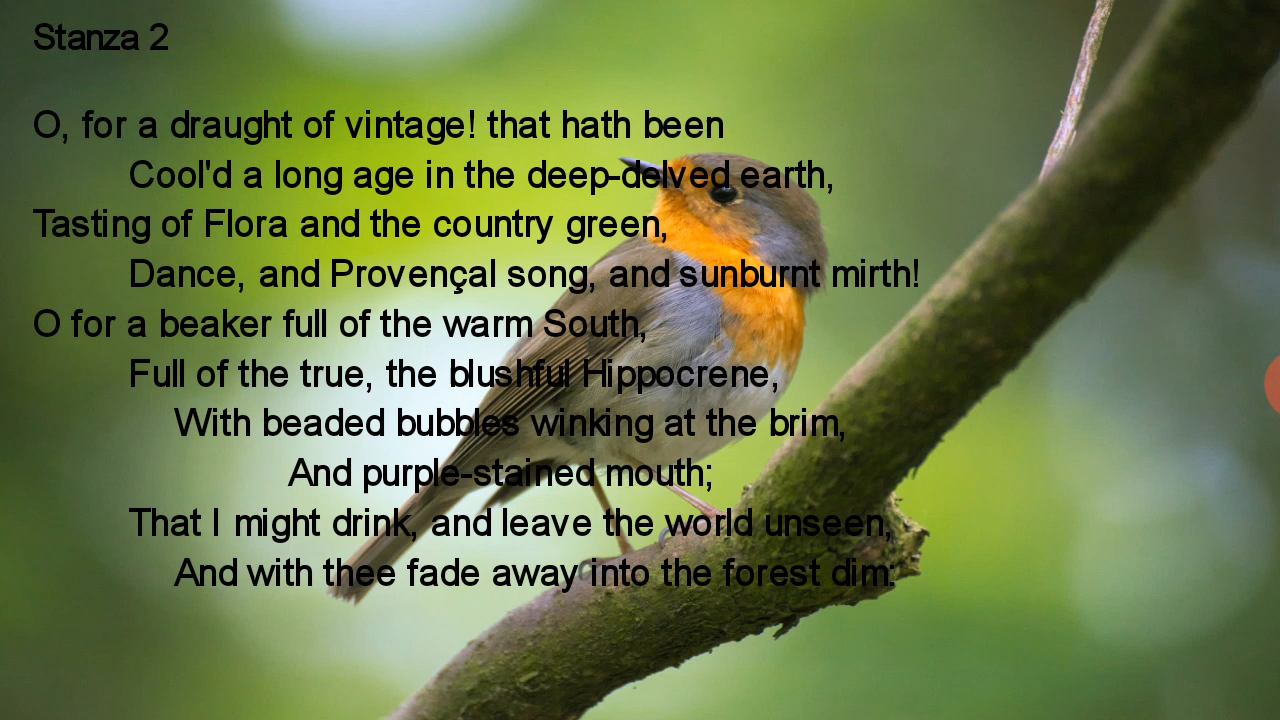 Stanza 2
O, for a draught of vintage! that hath been
Cool'd a long age in the deep-delved earth,
Tasting of Flora and the country green,
Dance, and Provençal song, and sunburnt mirth!
O for a beaker full of the warm South,
Full of the true, the blushful Hippocrene,
With beaded bubbles winking at the brim,
And purple-stained mouth;
That I might drink, and leave the world unseen,
And with thee fade away into the forest dim: